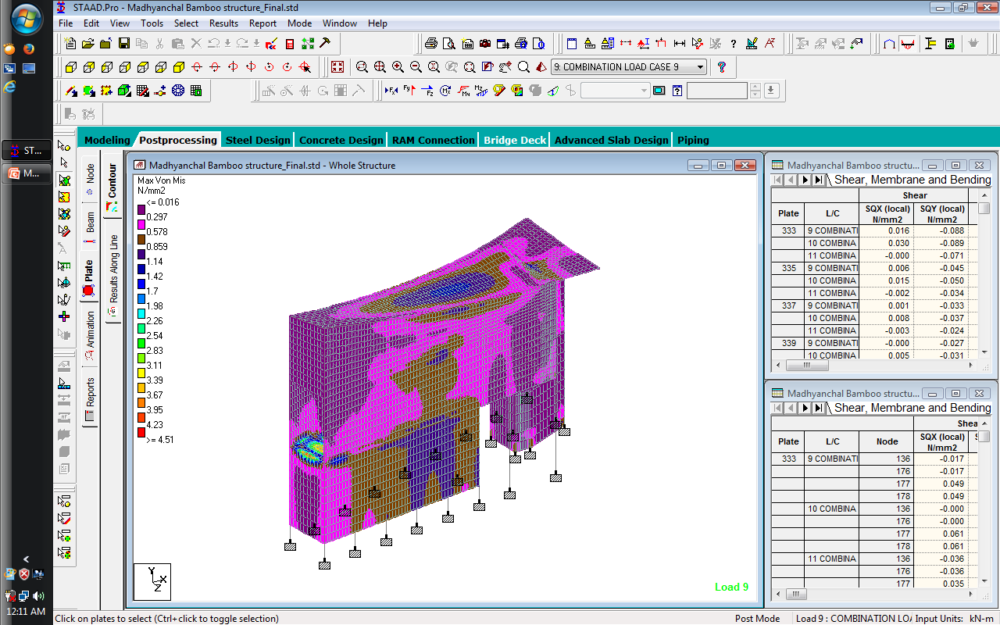 STAAD.Pro - Madhyanchal Bamboo structure_Final.std
File Edit View Tools Select Results Report Mode Window Help
9: COMBINATION LOAD CASE 9
Modeling Postprocessing Steel Design Concrete Design RAM Connection Bridge Deck Advanced Slab Design Piping
ST...
M...
12:11 AM
Node
Beam
Plate
Animation
Reports
Contour
Results Along Line
Madhyanchal Bamboo structure_Final.std - Whole Structure
Max Von Mis
N/mm2
<= 0.016
0.297
0.578
0.859
1.14
1.42
1.7
1.98
2.26
2.54
2.83
3.11
3.39
3.67
3.95
4.23
>= 4.51
Y
X
Z
Load 9
Madhyanchal Bamboo structu...
Shear, Membrane and Bending
Shear
Plate L/C SQX (local) SQY (local)
N/mm2 N/mm2
333 9 COMBINATI 0.016 -0.088
10 COMBINA 0.030 -0.089
11 COMBINA -0.000 -0.071
335 9 COMBINATI 0.006 -0.045
10 COMBINA 0.015 -0.050
11 COMBINA -0.002 -0.034
337 9 COMBINATI 0.001 -0.033
10 COMBINA 0.008 -0.037
11 COMBINA -0.003 -0.024
339 9 COMBINATI -0.000 -0.027
10 COMBINA 0.005 -0.031
Madhyanchal Bamboo structu...
Shear, Membrane and Bending
Shea
Plate L/C Node SQX (local) S
N/mm2
333 9 COMBINATI 136 -0.017
176 -0.017
177 0.049
178 0.049
10 COMBINA 136 -0.000
176 -0.000
177 0.061
178 0.061
11 COMBINA 136 -0.036
176 -0.036
177 0.035
Click on plates to select (Ctrl+click to toggle selection)
Post Mode
Load 9 : COMBINATION LOA
Input Units: kN-m